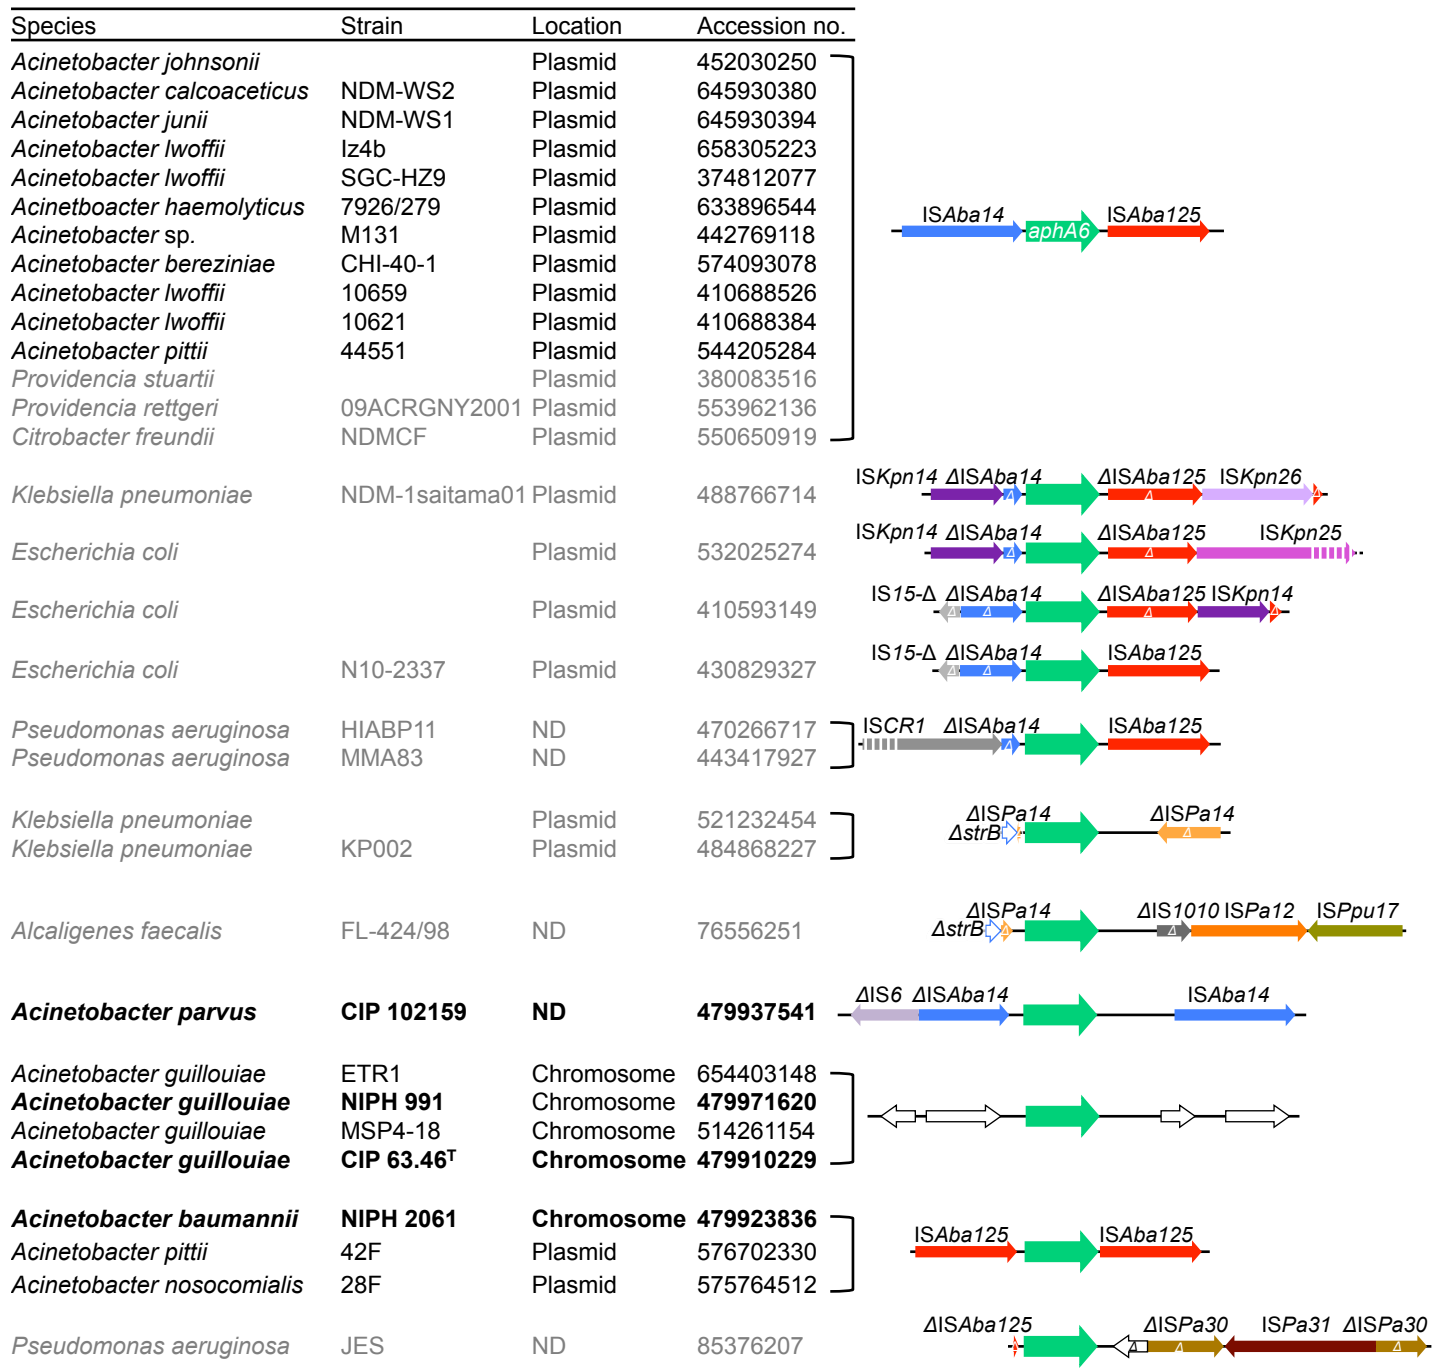 Species Strain Location Accession no.
Acinetobacter johnsonii Plasmid 452030250
Acinetobacter calcoaceticus NDM-WS2 Plasmid 645930380
Acinetobacter junii NDM-WS1 Plasmid 645930394
Acinetobacter lwoffii Iz4b Plasmid 658305223
Acinetobacter lwoffii SGC-HZ9 Plasmid 374812077
Acinetboacter haemolyticus 7926/279 Plasmid 633896544
ISAba14 aphA6 ISAba125
Acinetobacter sp. M131 Plasmid 442769118
Acinetobacter bereziniae CHI-40-1 Plasmid 574093078
Acinetobacter lwoffii 10659 Plasmid 410688526
Acinetobacter lwoffii 10621 Plasmid 410688384
Acinetobacter pittii 44551 Plasmid 544205284
Providencia stuartii Plasmid 380083516
Providencia rettgeri 09ACRGNY2001 Plasmid 553962136
Citrobacter freundii NDMCF Plasmid 550650919
ISKpn14 ΔISAba14 ΔISAba125 ISKpn26
Klebsiella pneumoniae NDM-1saitama01 Plasmid 488766714 Δ Δ Δ
ISKpn14 ΔISAba14 ΔISAba125 ISKpn25
Escherichia coli Plasmid 532025274 Δ Δ
IS15-Δ ΔISAba14 ΔISAba125 ISKpn14
Escherichia coli Plasmid 410593149 Δ Δ Δ Δ
IS15-Δ ΔISAba14 ISAba125
Escherichia coli N10-2337 Plasmid 430829327 Δ Δ
ISCR1 ΔISAba14 ISAba125
Pseudomonas aeruginosa HIABP11 ND 470266717
Pseudomonas aeruginosa MMA83 ND 443417927
ΔISPa14 ΔISPa14
Klebsiella pneumoniae Plasmid 521232454
ΔstrB Δ
Klebsiella pneumoniae KP002 Plasmid 484868227
ΔISPa14 ΔIS1010 ISPa12 ISPpu17
Alcaligenes faecalis FL-424/98 ND 76556251 ΔstrB Δ Δ
ΔIS6 ΔISAba14 ISAba14
Acinetobacter parvus CIP 102159 ND 479937541
Acinetobacter guillouiae ETR1 Chromosome 654403148
Acinetobacter guillouiae NIPH 991 Chromosome 479971620
Acinetobacter guillouiae MSP4-18 Chromosome 514261154
Acinetobacter guillouiae CIP 63.46ᵀ Chromosome 479910229
Acinetobacter baumannii NIPH 2061 Chromosome 479923836
ISAba125 ISAba125
Acinetobacter pittii 42F Plasmid 576702330
Acinetobacter nosocomialis 28F Plasmid 575764512
ΔISAba125 ΔISPa30 ISPa31 ΔISPa30
Pseudomonas aeruginosa JES ND 85376207 Δ Δ Δ Δ